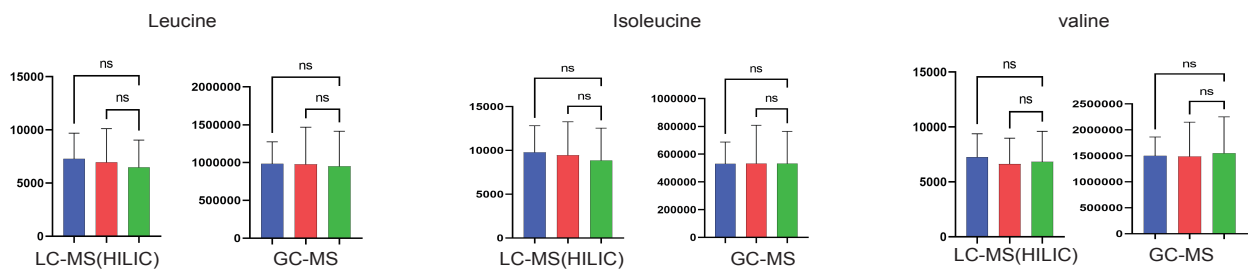 Leucine
Isoleucine
valine
ns
ns
15000
10000
5000
0
LC-MS(HILIC)
ns
ns
2000000
1500000
1000000
500000
0
GC-MS
ns
ns
15000
10000
5000
0
LC-MS(HILIC)
ns
ns
1000000
800000
600000
400000
200000
0
GC-MS
ns
ns
15000
10000
5000
0
LC-MS(HILIC)
ns
ns
2500000
2000000
1500000
1000000
500000
0
GC-MS